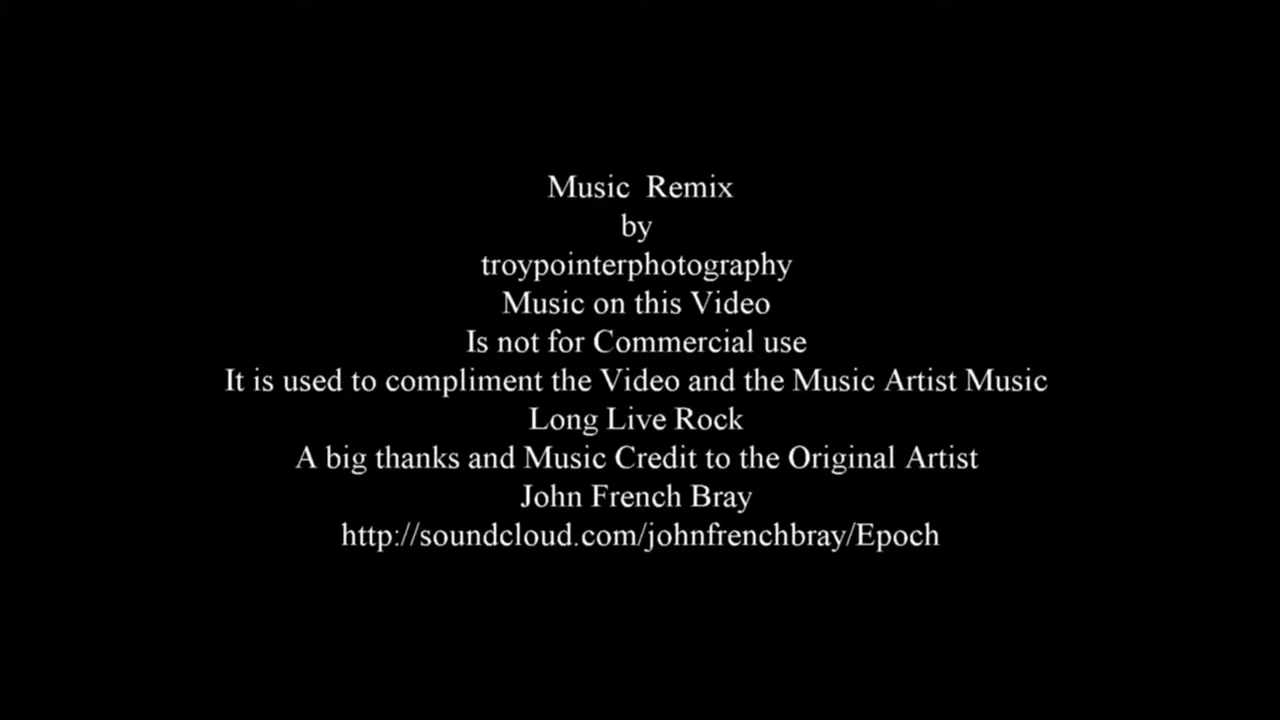 Music  Remix
by
troypointerphotography
Music on this Video
Is not for Commercial use
It is used to compliment the Video and the Music Artist Music
Long Live Rock
A big thanks and Music Credit to the Original Artist
John French Bray
http://soundcloud.com/johnfrenchbray/Epoch